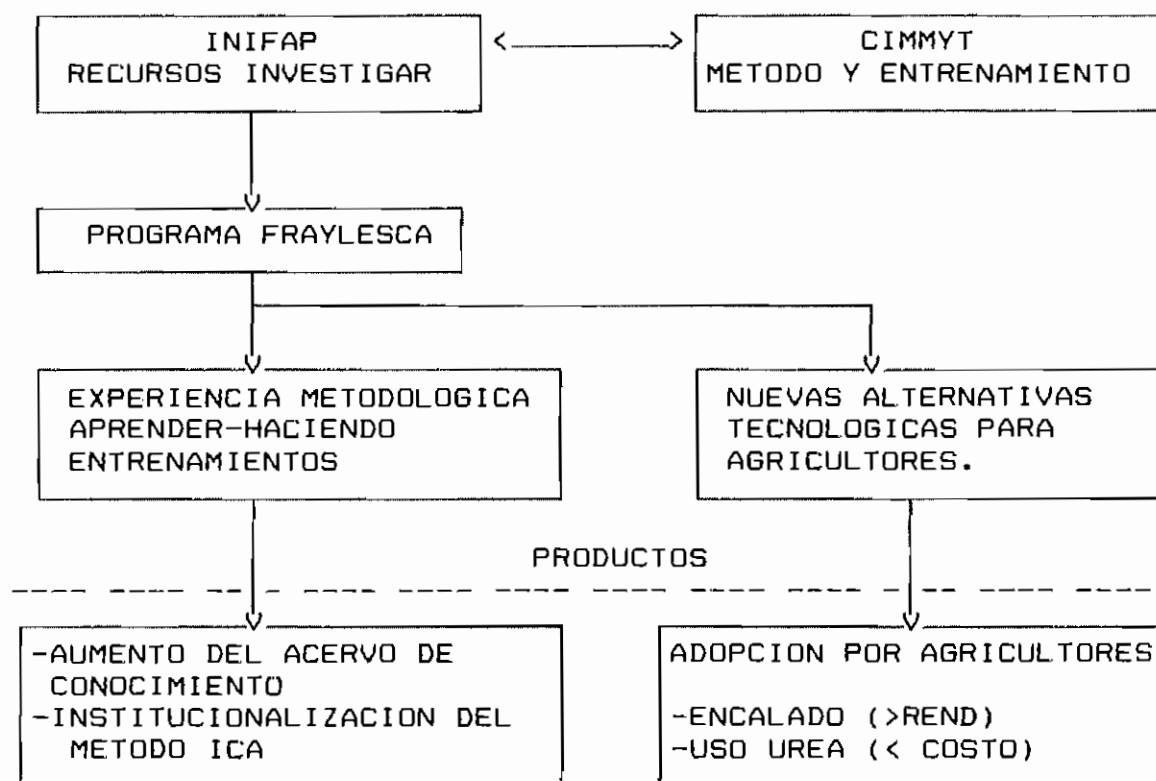 INIFAP
RECURSOS INVESTIGAR
CIMMYT
METODO Y ENTRENAMIENTO
PROGRAMA FRAYLESCA
EXPERIENCIA METODOLOGICA
APRENDER-HACIENDO
ENTRENAMIENTOS
NUEVAS ALTERNATIVAS
TECNOLOGICAS PARA
AGRICULTORES.
PRODUCTOS
-AUMENTO DEL ACERVO DE
CONOCIMIENTO
-INSTITUCIONALIZACION DEL
METODO ICA
ADOPCION POR AGRICULTORES
-ENCALADO (>REND)
-USO UREA (< COSTO)